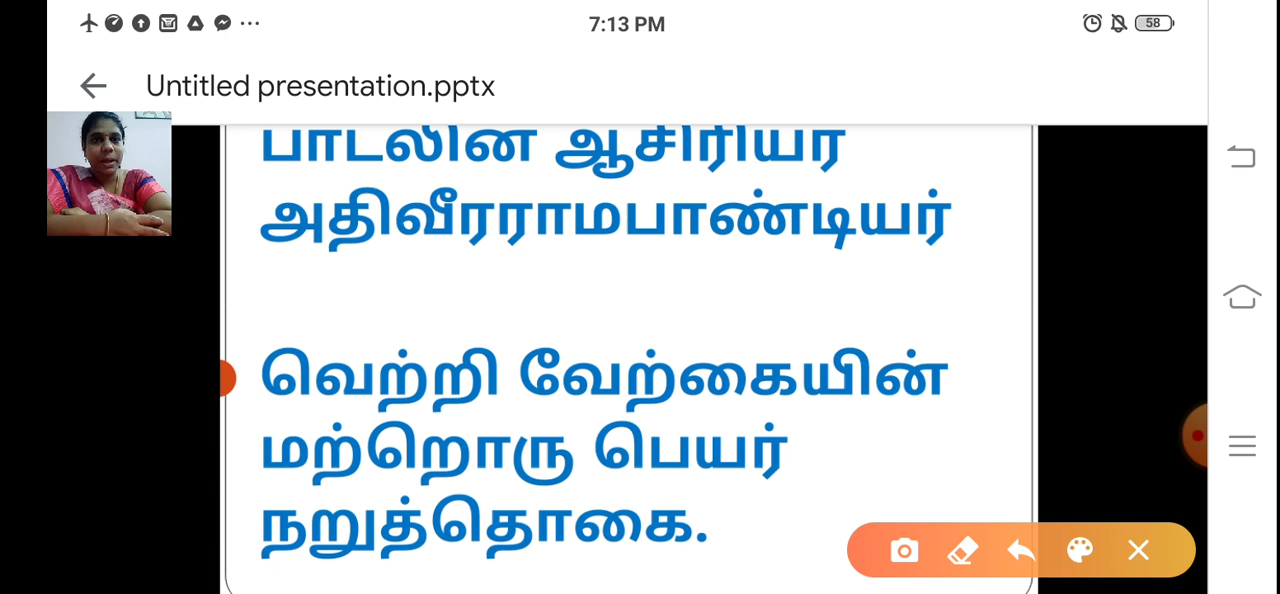 7:13 PM
58
Untitled presentation.pptx
பாடலின் ஆசிரியர்
அதிவீரராமபாண்டியர்
வெற்றி வேற்கையின்
மற்றொரு பெயர்
நறுத்தொகை.